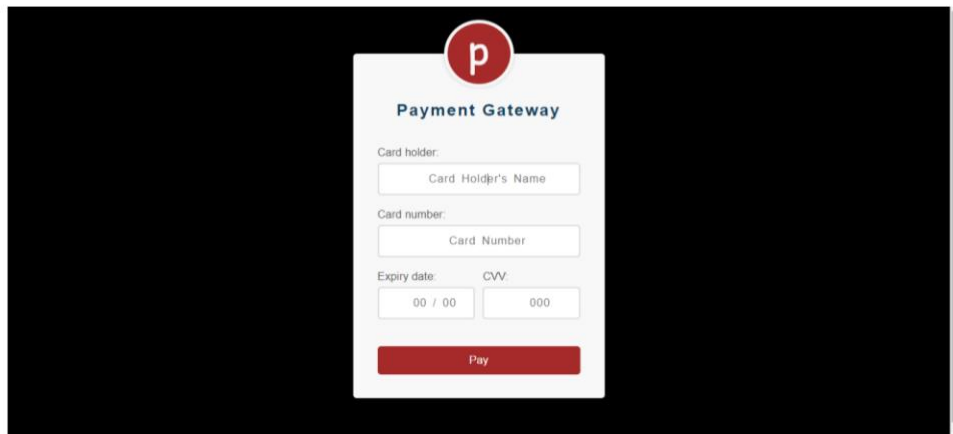 p
Payment Gateway
Card holder:
Card Holder's Name
Card number:
Card Number
Expiry date: CVV:
00 / 00 000
Pay